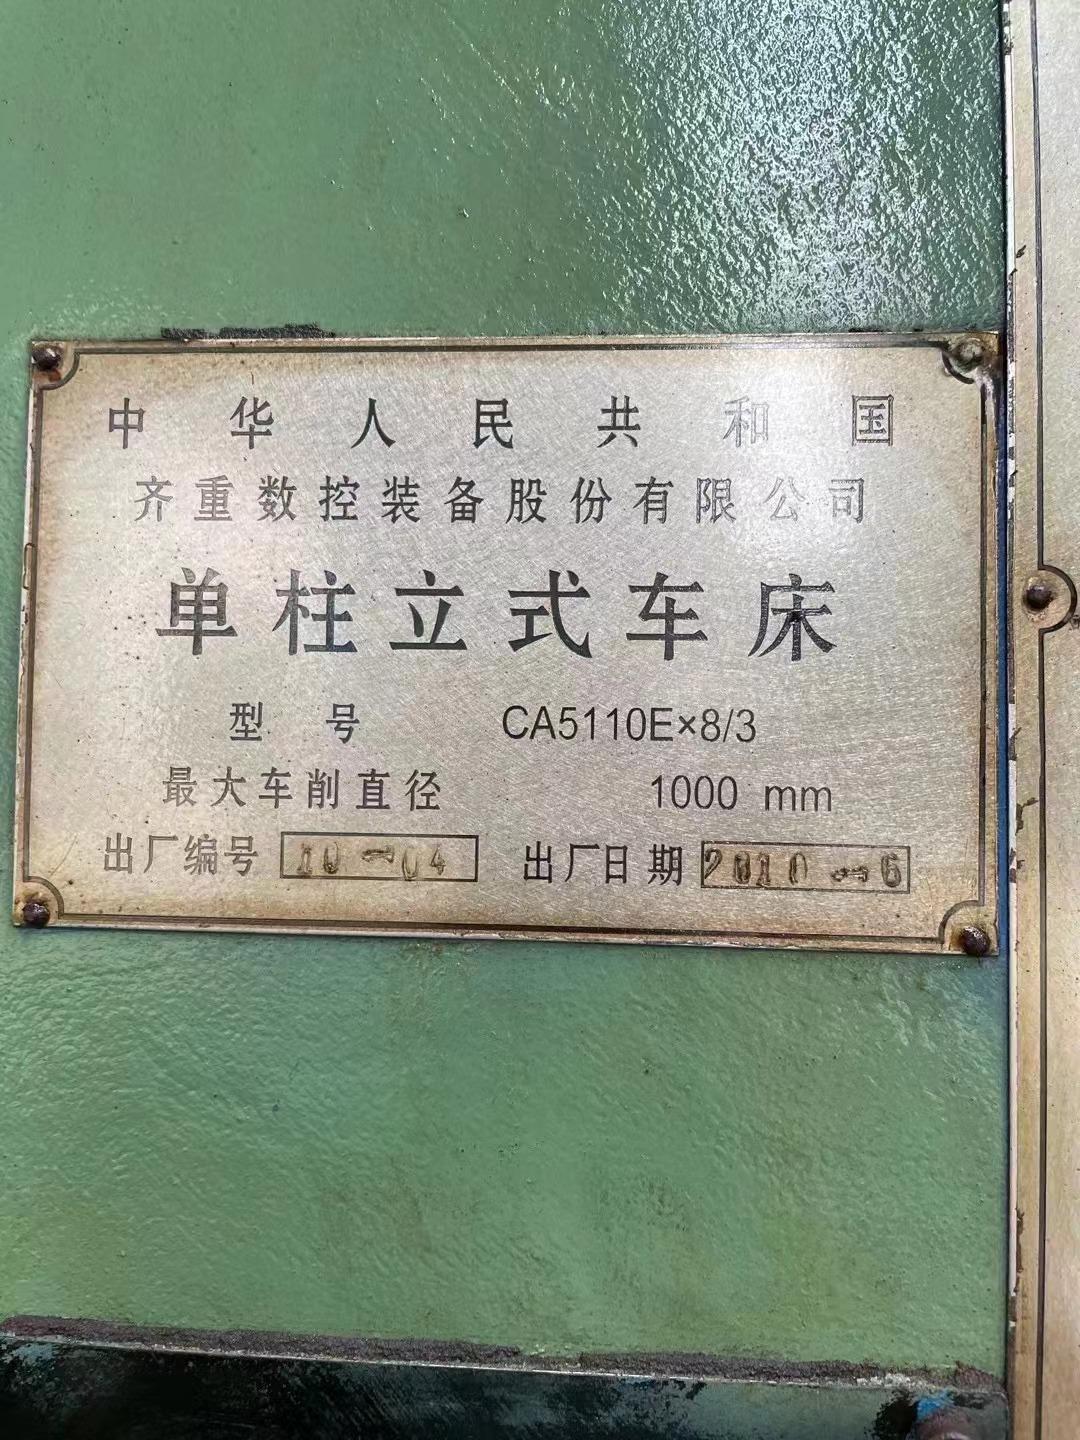 中华人民共和国
齐重数控装备股份有限公司
单柱立式车床
型号 CA5110E×8/3
最大车削直径 1000 mm
出厂编号 10-04 出厂日期 2010-6